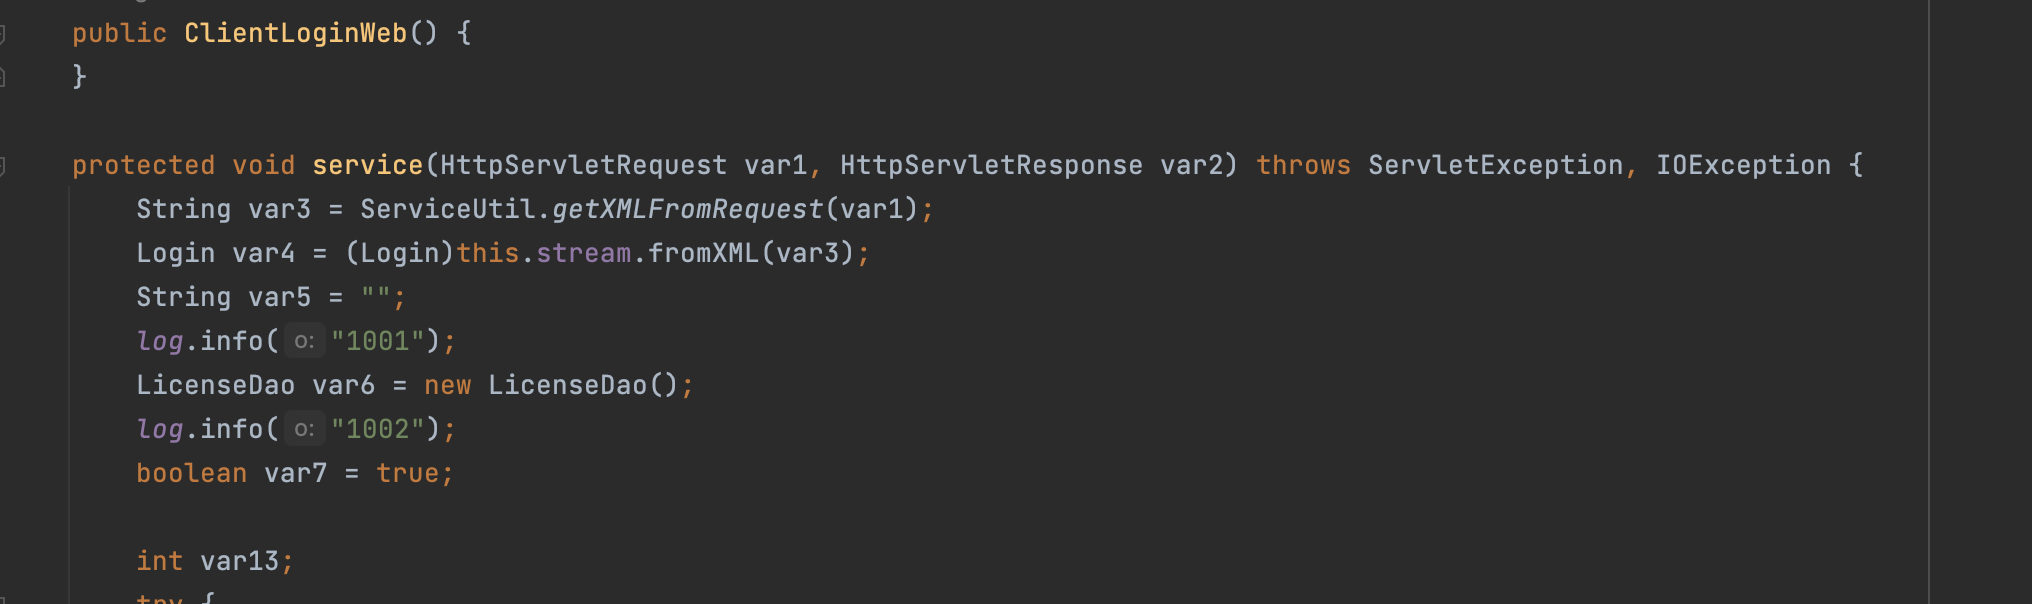 public ClientLoginWeb() {
}
protected void service(HttpServletRequest var1, HttpServletResponse var2) throws ServletException, IOException {
String var3 = ServiceUtil.getXMLFromRequest(var1);
Login var4 = (Login)this.stream.fromXML(var3);
String var5 = "";
log.info( o: "1001");
LicenseDao var6 = new LicenseDao();
log.info( o: "1002");
boolean var7 = true;
int var13;
try {